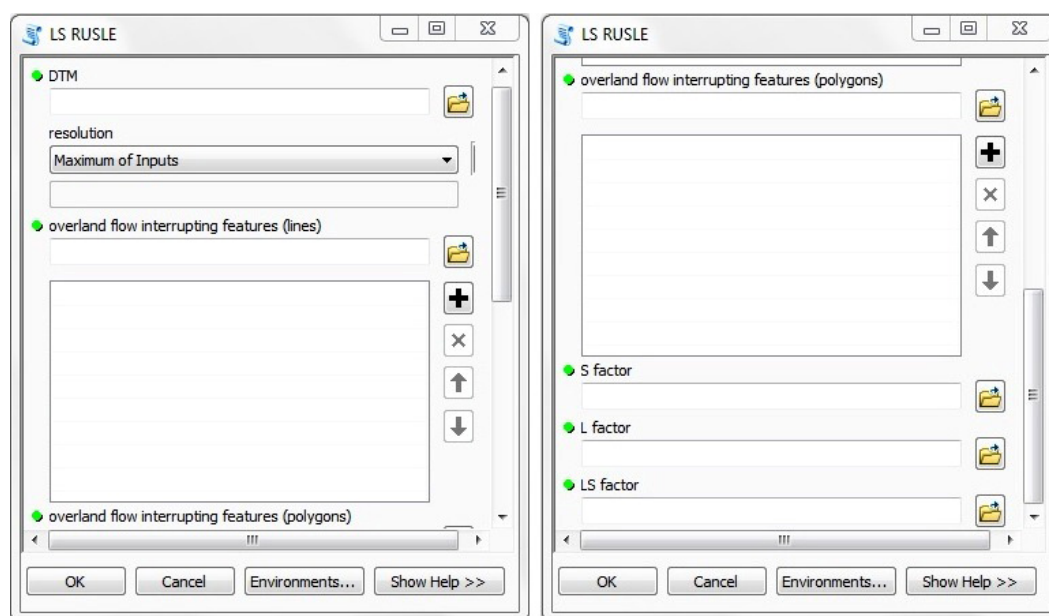 LS RUSLE
DTM
resolution
Maximum of Inputs
overland flow interrupting features (lines)
overland flow interrupting features (polygons)
OK
Cancel
Environments...
Show Help >>
LS RUSLE
overland flow interrupting features (polygons)
S factor
L factor
LS factor
OK
Cancel
Environments...
Show Help >>